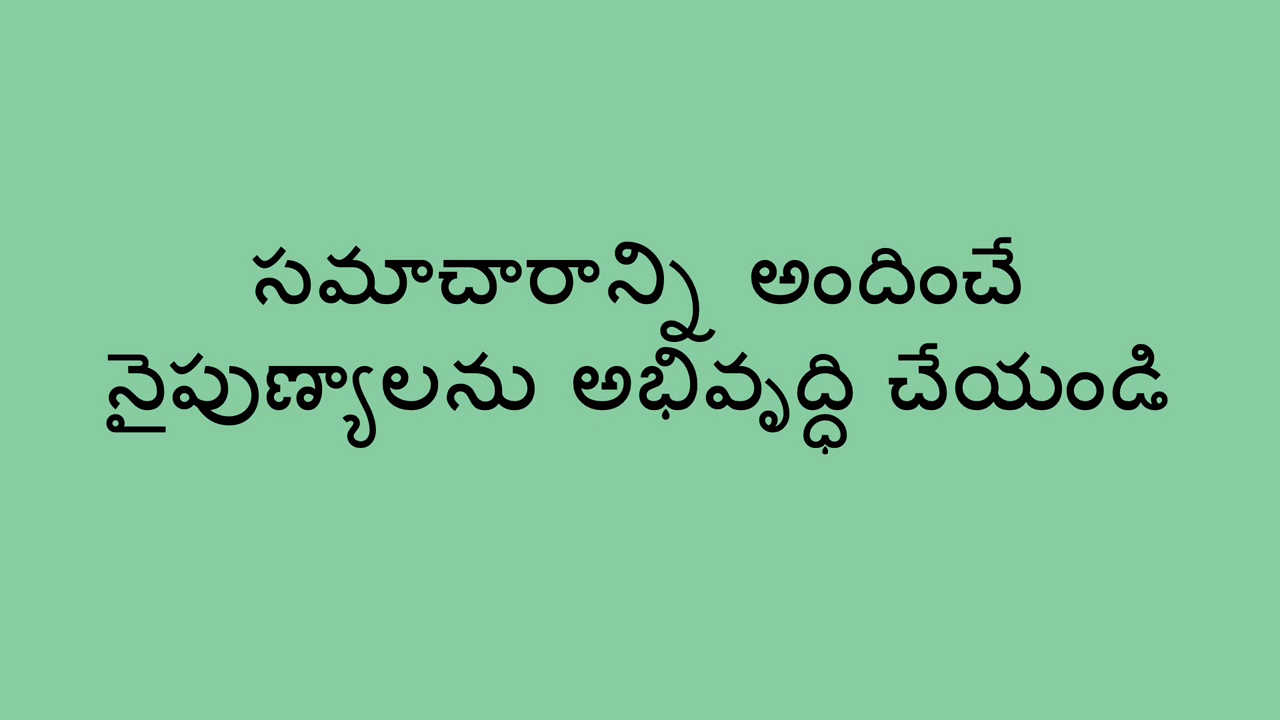 సమాచారాన్ని అందించే
నైపుణ్యాలను అభివృద్ధి చేయండి